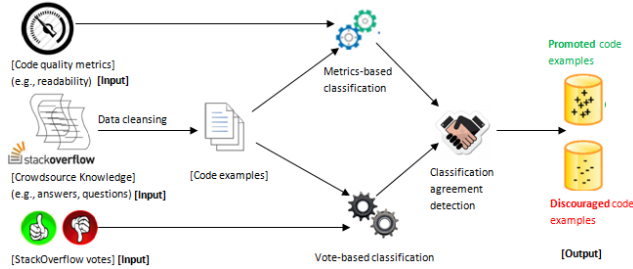 [Code quality metrics]
(e.g., readability) [Input]
Data cleansing
stackoverflow
[Crowdsource Knowledge]
(e.g., answers, questions) [Input]
[StackOverflow votes] [Input]
[Code examples]
Metrics-based
classification
Vote-based classification
Classification
agreement
detection
Promoted code
examples
Discouraged code
examples
[Output]